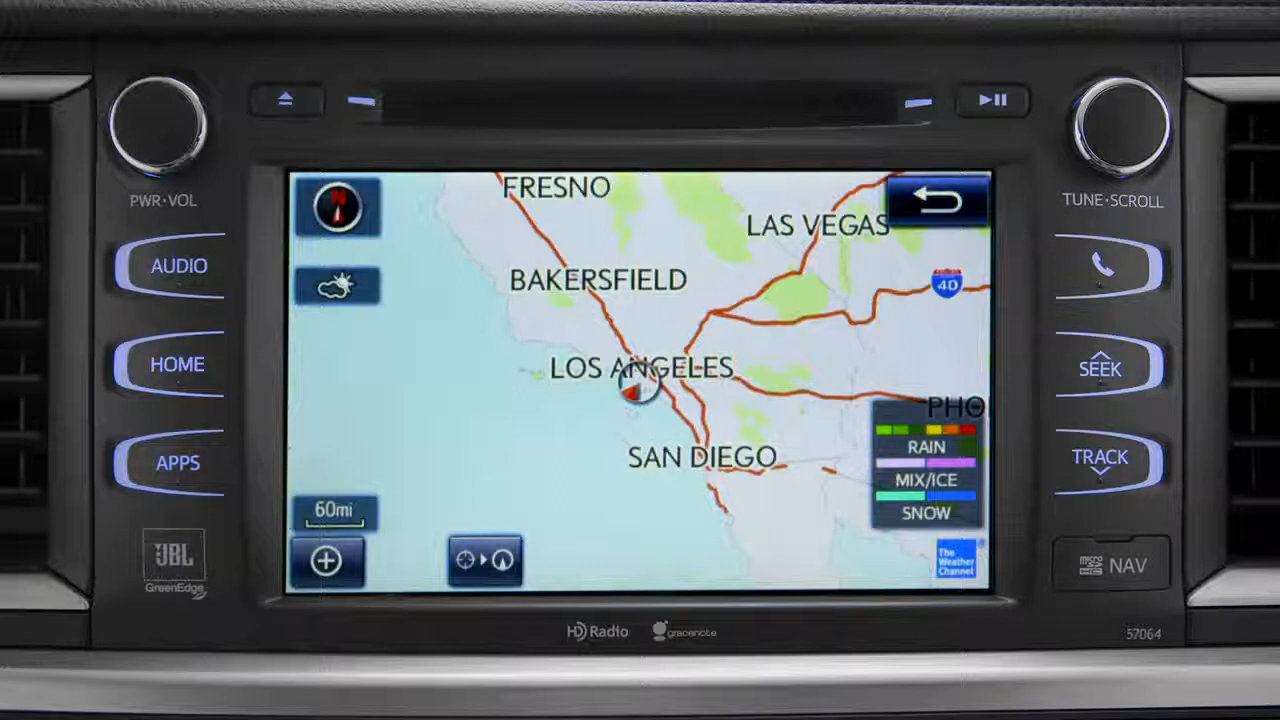 PWR·VOL
AUDIO
HOME
APPS
JBL
GreenEdge
N
FRESNO
LAS VEGAS
BAKERSFIELD
40
LOS ANGELES
PHO
SAN DIEGO
RAIN
MIX/ICE
SNOW
60mi
The
Weather
Channel
TUNE·SCROLL
SEEK
TRACK
micro
NAV
HD Radio
gracenote
57064